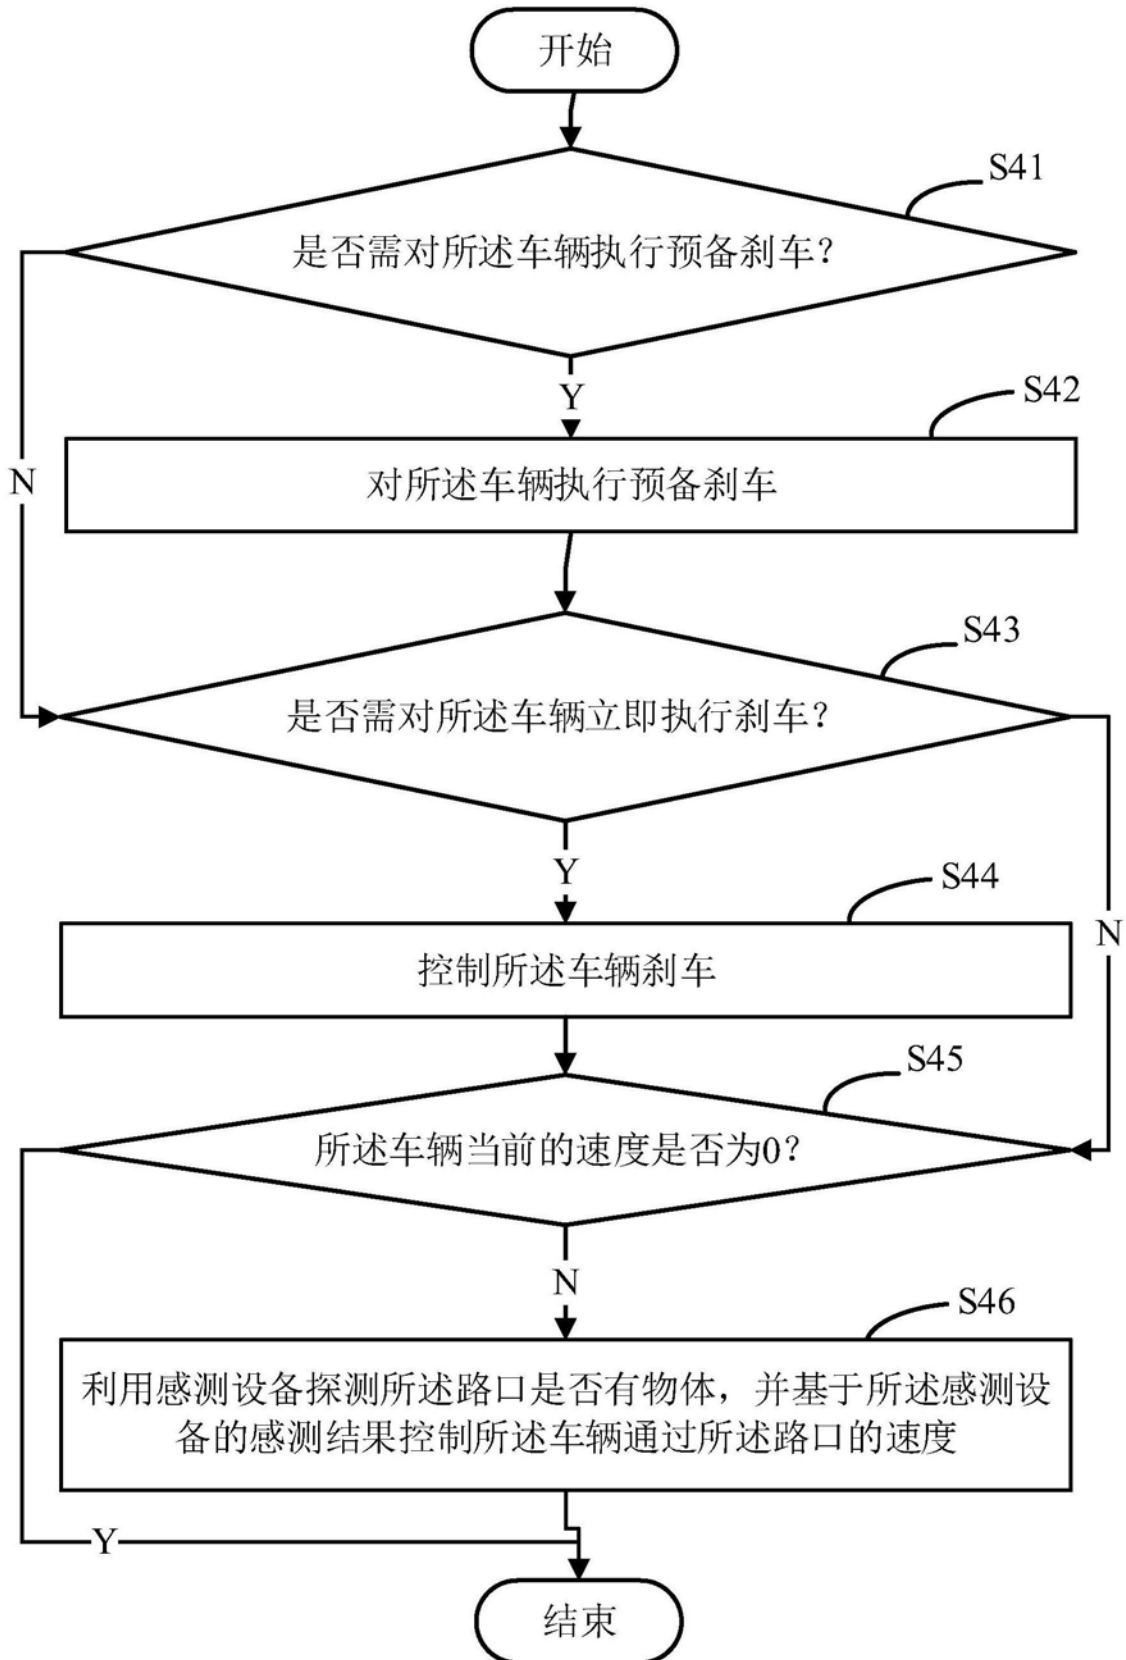 开始
S41
是否需对所述车辆执行预备刹车？
Y
S42
N
对所述车辆执行预备刹车
S43
是否需对所述车辆立即执行刹车？
Y
S44
N
控制所述车辆刹车
S45
所述车辆当前的速度是否为0？
N
S46
利用感测设备探测所述路口是否有物体，并基于所述感测设
备的感测结果控制所述车辆通过所述路口的速度
Y
结束